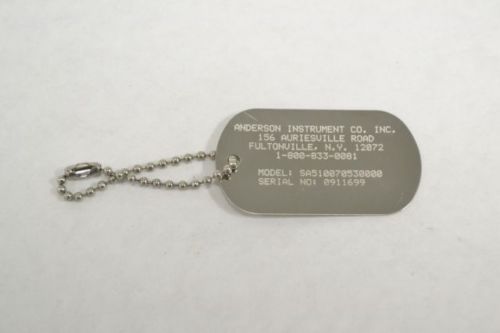 ANDERSON INSTRUMENT CO. INC.
156 AURIESVILLE ROAD
FULTONVILLE, N.Y. 12072
1-800-833-0081
MODEL: SA510070530000
SERIAL NO: 0911699